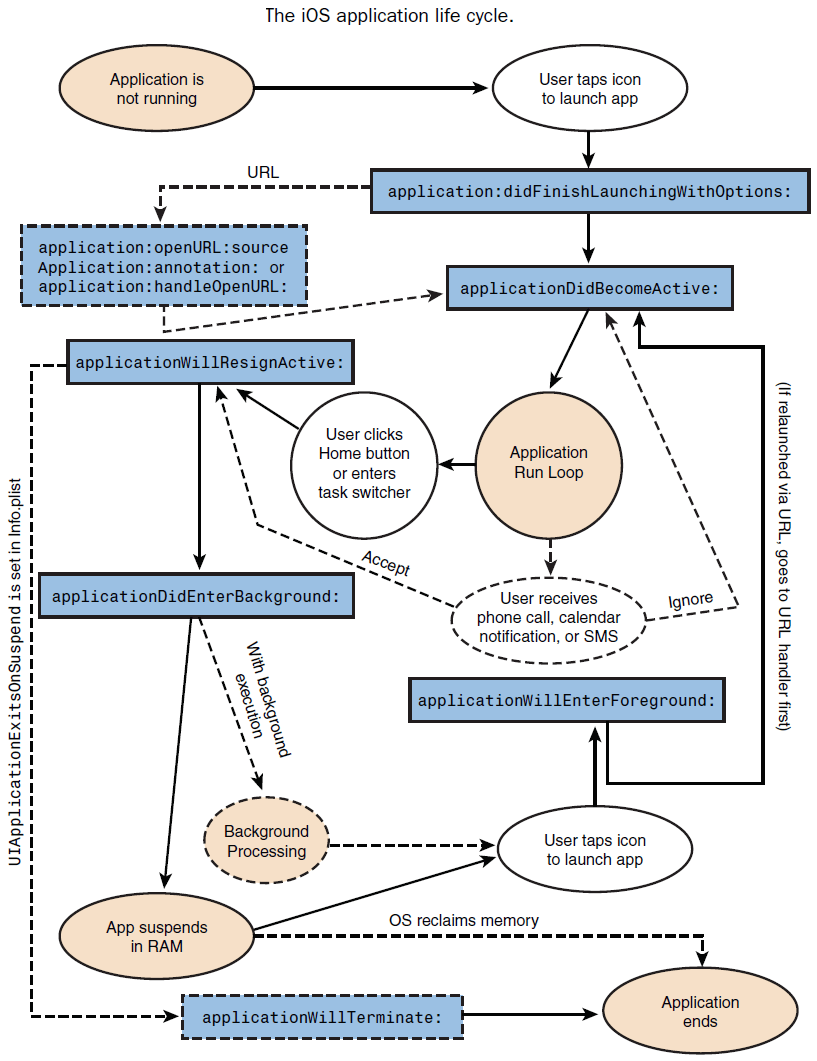 The iOS application life cycle.
Application is
not running
User taps icon
to launch app
URL
application:didFinishLaunchingWithOptions:
application:openURL:source
Application:annotation: or
application:handleOpenURL:
applicationDidBecomeActive:
applicationWillResignActive:
User clicks
Home button
or enters
task switcher
Application
Run Loop
(If relaunched via URL, goes to URL handler first)
UIApplicationExitsOnSuspend is set in Info.plist
Accept
applicationDidEnterBackground:
User receives
phone call, calendar
notification, or SMS
Ignore
With background
execution
applicationWillEnterForeground:
Background
Processing
User taps icon
to launch app
App suspends
in RAM
OS reclaims memory
applicationWillTerminate:
Application
ends